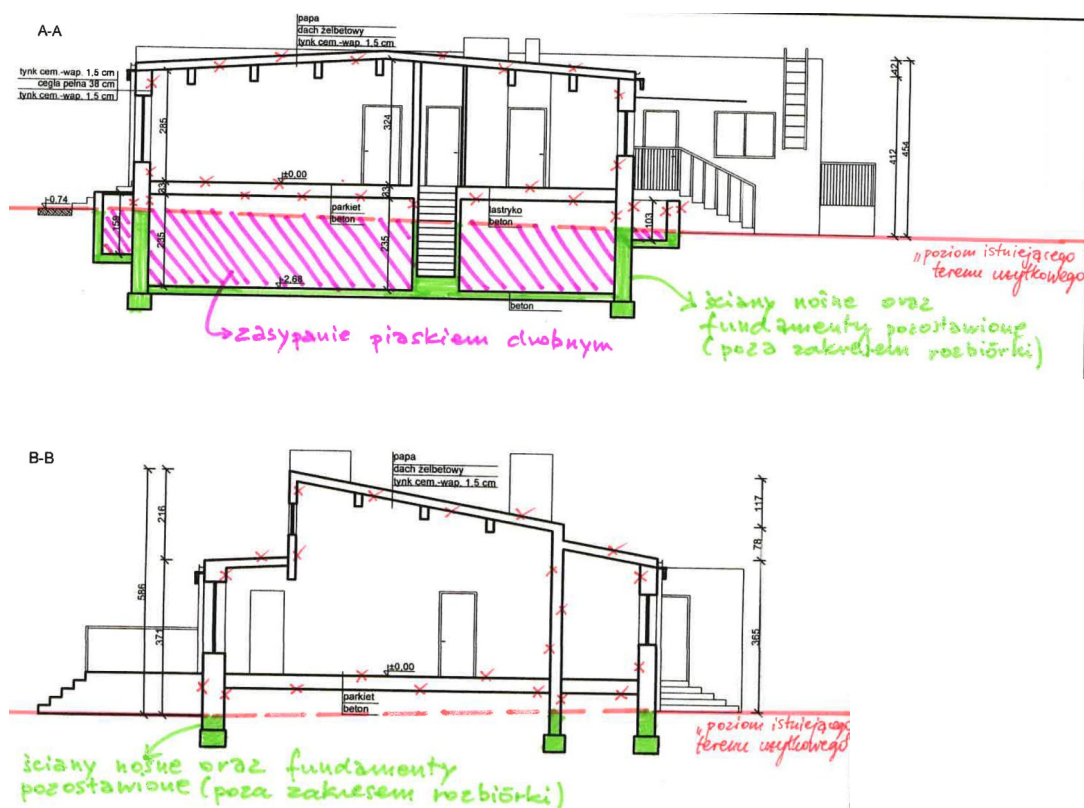 A-A
papa
dach żelbetowy
tynk cem.-wap. 1,5 cm
tynk cem.-wap. 1,5 cm
cegła pełna 38 cm
tynk cem.-wap. 1,5 cm
285
324
42
412
454
±0,00
-0.74
33
33
parkiet
beton
lastryko
beton
159
235
235
103
-2,68
beton
"poziom istniejącego
terenu użytkowego
zasypanie piaskiem drobnym
ściany nośne oraz
fundamenty pozostawione
(poza zakresem rozbiórki)
B-B
papa
dach żelbetowy
tynk cem.-wap. 1,5 cm
216
586
371
117
78
365
±0,00
parkiet
beton
"poziom istniejącego
terenu użytkowego"
ściany nośne oraz fundamenty
pozostawione (poza zakresem rozbiórki)